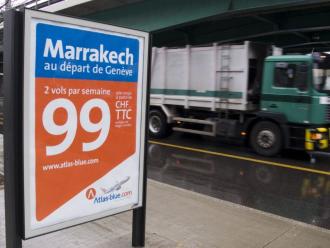 Marrakech
au départ de Genève
2 vols par semaine
99
CHF
TTC
www.atlas-blue.com
Atlas-blue.com